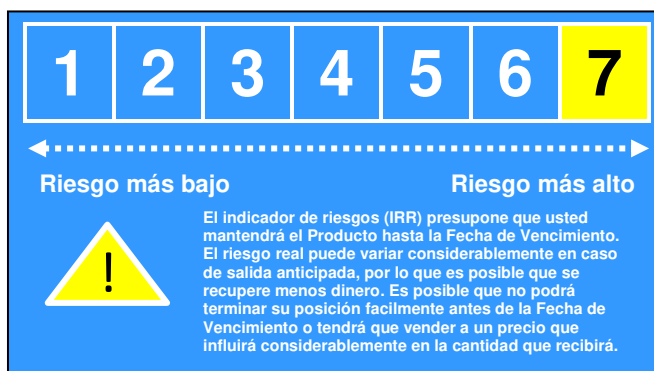 1 2 3 4 5 6 7
Riesgo más bajo Riesgo más alto
!
El indicador de riesgos (IRR) presupone que usted
mantendrá el Producto hasta la Fecha de Vencimiento.
El riesgo real puede variar considerablemente en caso
de salida anticipada, por lo que es posible que se
recupere menos dinero. Es posible que no podrá
terminar su posición facilmente antes de la Fecha de
Vencimiento o tendrá que vender a un precio que
influirá considerablemente en la cantidad que recibirá.